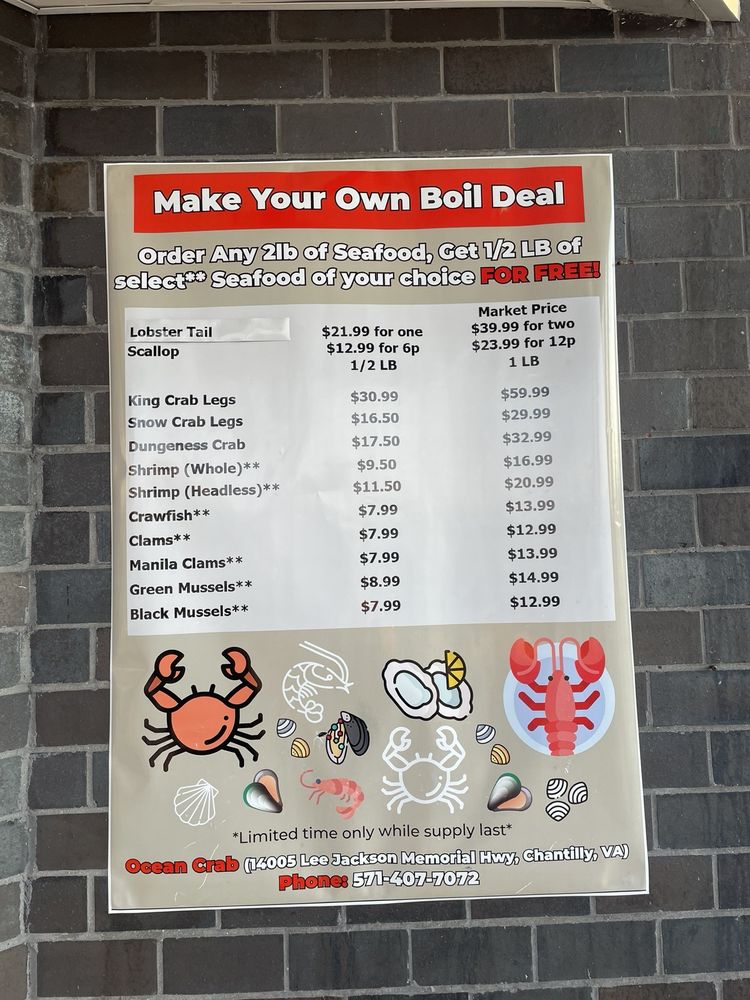 Make Your Own Boil Deal
Order Any 2lb of Seafood, Get 1/2 LB of
select** Seafood of your choice FOR FREE!
Market Price
Lobster Tail $21.99 for one $39.99 for two
Scallop $12.99 for 6p $23.99 for 12p
1/2 LB 1 LB
King Crab Legs $30.99 $59.99
Snow Crab Legs $16.50 $29.99
Dungeness Crab $17.50 $32.99
Shrimp (Whole)** $9.50 $16.99
Shrimp (Headless)** $11.50 $20.99
Crawfish** $7.99 $13.99
Clams** $7.99 $12.99
Manila Clams** $7.99 $13.99
Green Mussels** $8.99 $14.99
Black Mussels** $7.99 $12.99
*Limited time only while supply last*
Ocean Crab (14005 Lee Jackson Memorial Hwy, Chantilly, VA)
Phone: 571-407-7072